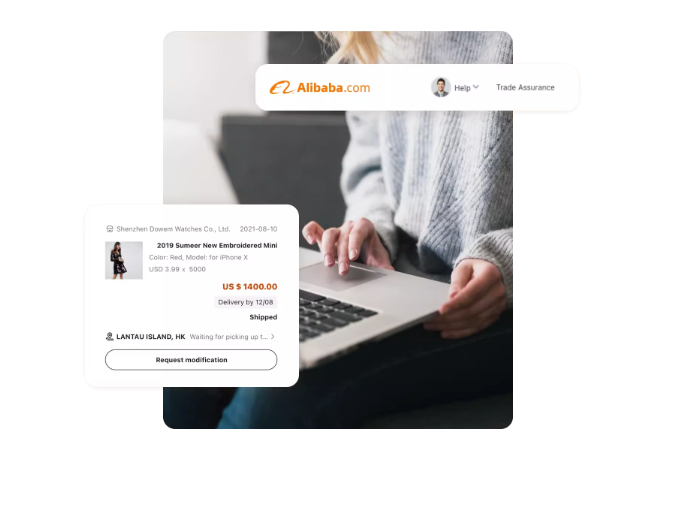 Alibaba.com
Help
Trade Assurance
Shenzhen Dowem Watches Co., Ltd. 2021-08-10
2019 Sumeer New Embroidered Mini
Color: Red, Model: for iPhone X
USD 3.99 x 5000
US $ 1400.00
Delivery by 12/08
Shipped
LANTAU ISLAND, HK Waiting for picking up t...
Request modification